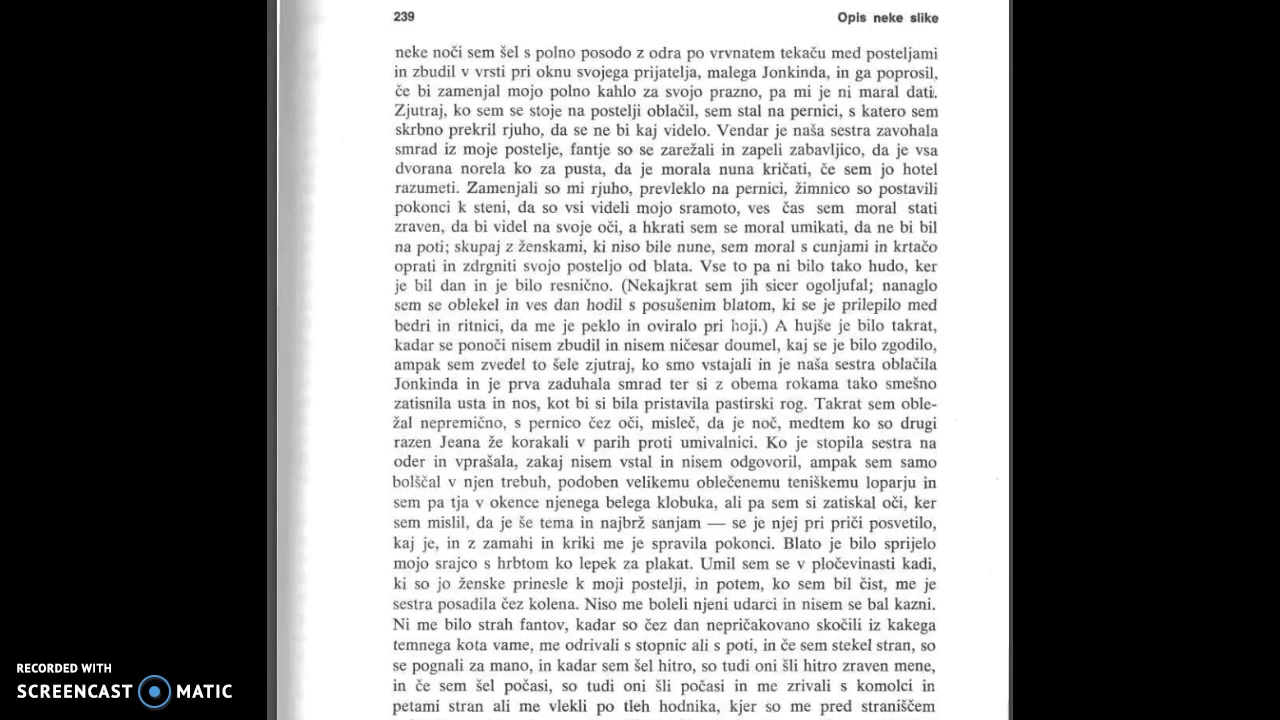 239 Opis neke slike
neke noči sem šel s polno posodo z odra po vrvnatem tekaču med posteljami
in zbudil v vrsti pri oknu svojega prijatelja, malega Jonkinda, in ga poprosil,
če bi zamenjal mojo polno kahlo za svojo prazno, pa mi je ni maral dati.
Zjutraj, ko sem se stoje na postelji oblačil, sem stal na pernici, s katero sem
skrbno prekril rjuho, da se ne bi kaj videlo. Vendar je naša sestra zavohala
smrad iz moje postelje, fantje so se zarežali in zapeli zabavljico, da je vsa
dvorana norela ko za pusta, da je morala nuna kričati, če sem jo hotel
razumeti. Zamenjali so mi rjuho, prevleklo na pernici, žimnico so postavili
pokonci k steni, da so vsi videli mojo sramoto, ves čas sem moral stati
zraven, da bi videl na svoje oči, a hkrati sem se moral umikati, da ne bi bil
na poti; skupaj z ženskami, ki niso bile nune, sem moral s cunjami in krtačo
oprati in zdrgniti svojo posteljo od blata. Vse to pa ni bilo tako hudo, ker
je bil dan in je bilo resnično. (Nekajkrat sem jih sicer ogoljufal; nanaglo
sem se oblekel in ves dan hodil s posušenim blatom, ki se je prilepilo med
bedri in ritnici, da me je peklo in oviralo pri hoji.) A hujše je bilo takrat,
kadar se ponoči nisem zbudil in nisem ničesar doumel, kaj se je bilo zgodilo,
ampak sem zvedel to šele zjutraj, ko smo vstajali in je naša sestra oblačila
Jonkinda in je prva zaduhala smrad ter si z obema rokama tako smešno
zatisnila usta in nos, kot bi si bila pristavila pastirski rog. Takrat sem oble-
žal nepremično, s pernico čez oči, misleč, da je noč, medtem ko so drugi
razen Jeana že korakali v parih proti umivalnici. Ko je stopila sestra na
oder in vprašala, zakaj nisem vstal in nisem odgovoril, ampak sem samo
bolščal v njen trebuh, podoben velikemu oblečenemu teniškemu loparju in
sem pa tja v okence njenega belega klobuka, ali pa sem si zatiskal oči, ker
sem mislil, da je še tema in najbrž sanjam — se je njej pri priči posvetilo,
kaj je, in z zamahi in kriki me je spravila pokonci. Blato je bilo sprijelo
mojo srajco s hrbtom ko lepek za plakat. Umil sem se v pločevinasti kadi,
ki so jo ženske prinesle k moji postelji, in potem, ko sem bil čist, me je
sestra posadila čez kolena. Niso me boleli njeni udarci in nisem se bal kazni.
Ni me bilo strah fantov, kadar so čez dan nepričakovano skočili iz kakega
temnega kota vame, me odrivali s stopnic ali s poti, in če sem stekel stran, so
se pognali za mano, in kadar sem šel hitro, so tudi oni šli hitro zraven mene,
in če sem šel počasi, so tudi oni šli počasi in me zrivali s komolci in
petami stran ali me vlekli po tleh hodnika, kjer so me pred straniščem
RECORDED WITH
SCREENCAST MATIC